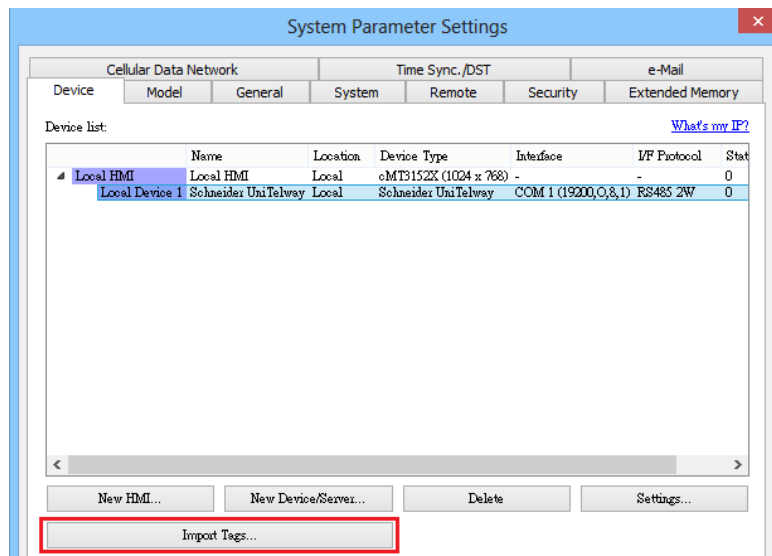 System Parameter Settings
Cellular Data Network Time Sync./DST e-Mail
Device Model General System Remote Security Extended Memory
Device list: What's my IP?
Name Location Device Type Interface I/F Protocol Stat
Local HMI Local HMI Local cMT3152X (1024 x 768) - - 0
Local Device 1 Schneider UniTelway Local Schneider UniTelway COM 1 (19200,O,8,1) RS485 2W 0
New HMI... New Device/Server... Delete Settings...
Import Tags...